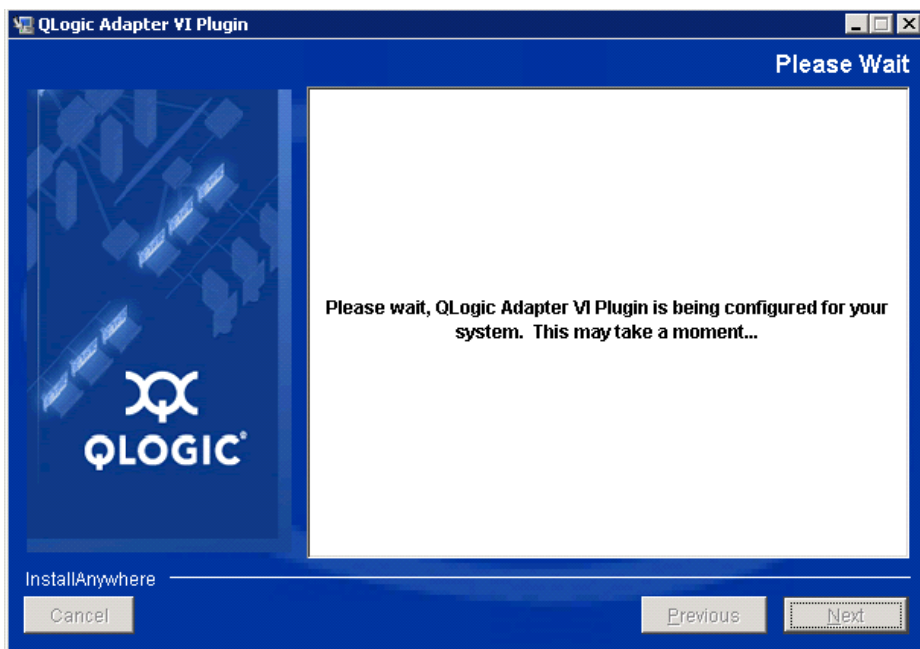 QLogic Adapter VI Plugin
Please Wait
Please wait, QLogic Adapter VI Plugin is being configured for your
system. This may take a moment...
QLOGIC®
InstallAnywhere
Cancel
Previous
Next